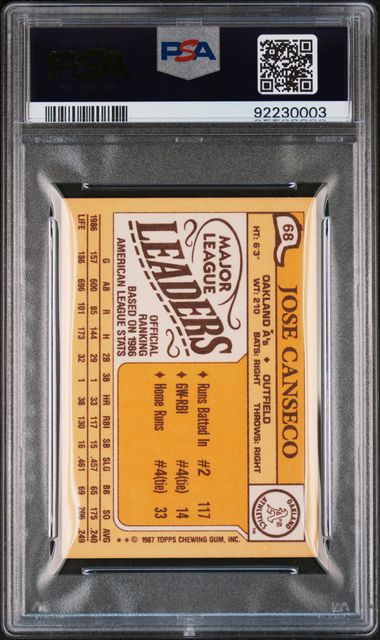 PSA
92230003
68
JOSE CANSECO
HT: 6'3" WT: 210 BATS: RIGHT THROWS: RIGHT
OAKLAND A's ♦ OUTFIELD
MAJOR
LEAGUE
LEADERS
OFFICIAL
RANKING
BASED ON 1986
AMERICAN LEAGUE STATS
♦ Runs Batted In #2 117
♦ GW-RBI #4(tie) 14
♦ Home Runs #4(tie) 33
OAKLAND
ATHLETICS
TM
G AB R H 2B 3B HR RBI SB SLG BB SO AVG
1986 157 600 85 144 29 1 33 117 15 .457 65 175 .240
LIFE 186 696 101 173 32 1 38 130 16 .461 69 206 .249
** © 1987 TOPPS CHEWING GUM, INC.